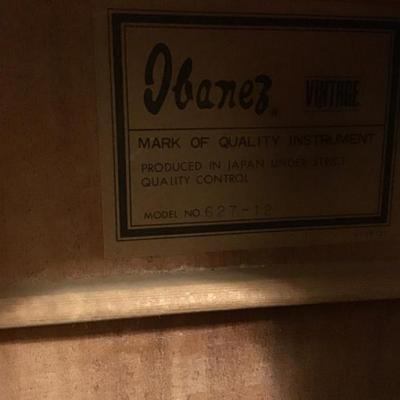 Ibanez VINTAGE
MARK OF QUALITY INSTRUMENT
PRODUCED IN JAPAN UNDER STRICT
QUALITY CONTROL
MODEL NO. 627-12